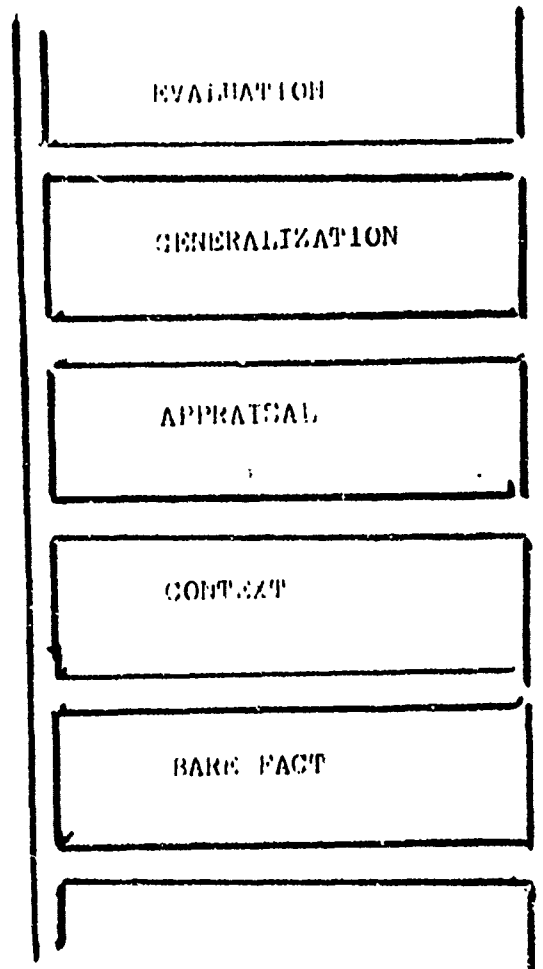 EVALUATION
GENERALIZATION
APPRAISAL
CONTEXT
BARE FACT